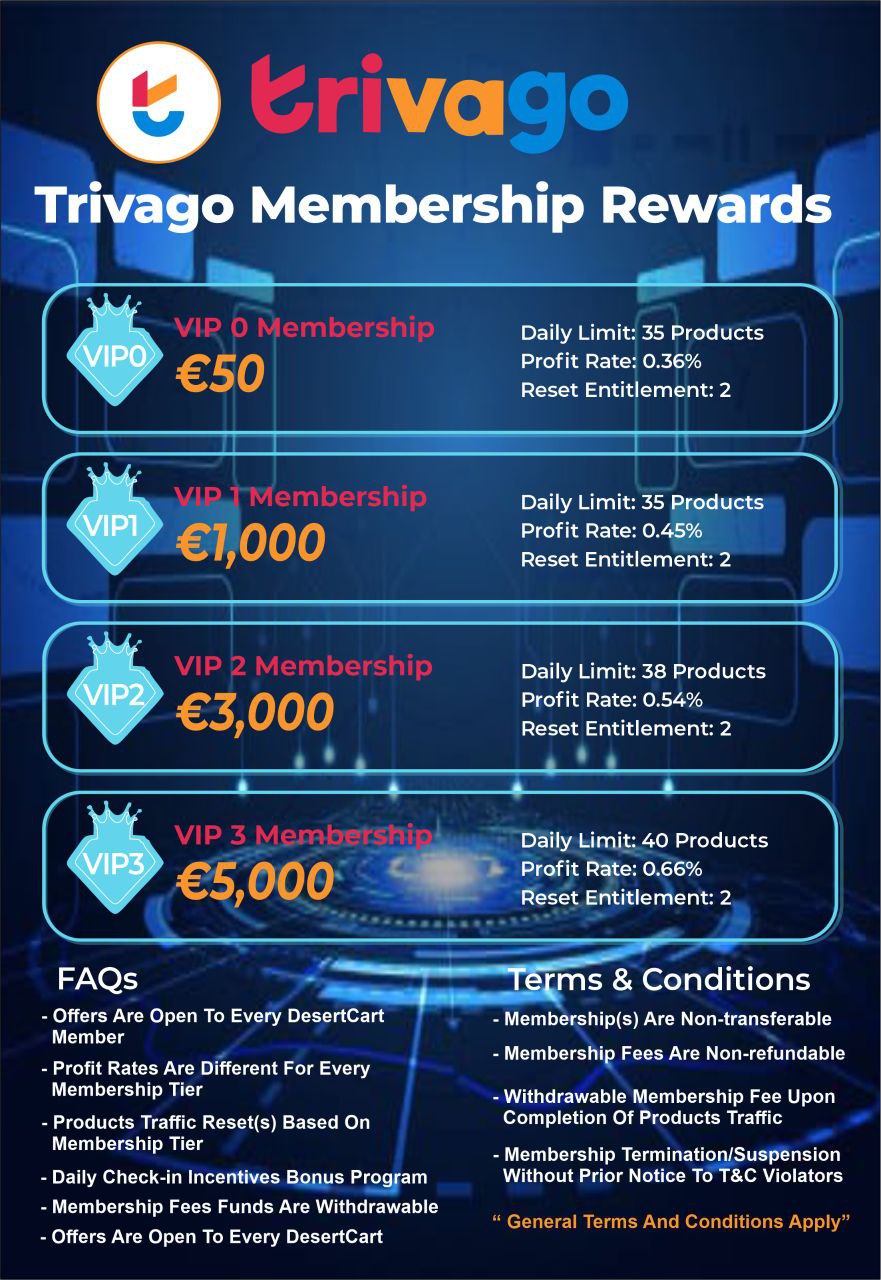 trivago
Trivago Membership Rewards
VIP0
VIP 0 Membership
€50
Daily Limit: 35 Products
Profit Rate: 0.36%
Reset Entitlement: 2
VIP1
VIP 1 Membership
€1,000
Daily Limit: 35 Products
Profit Rate: 0.45%
Reset Entitlement: 2
VIP2
VIP 2 Membership
€3,000
Daily Limit: 38 Products
Profit Rate: 0.54%
Reset Entitlement: 2
VIP3
VIP 3 Membership
€5,000
Daily Limit: 40 Products
Profit Rate: 0.66%
Reset Entitlement: 2
FAQs
- Offers Are Open To Every DesertCart
Member
- Profit Rates Are Different For Every
Membership Tier
- Products Traffic Reset(s) Based On
Membership Tier
- Daily Check-in Incentives Bonus Program
- Membership Fees Funds Are Withdrawable
- Offers Are Open To Every DesertCart
Terms & Conditions
- Membership(s) Are Non-transferable
- Membership Fees Are Non-refundable
- Withdrawable Membership Fee Upon
Completion Of Products Traffic
- Membership Termination/Suspension
Without Prior Notice To T&C Violators
“ General Terms And Conditions Apply”